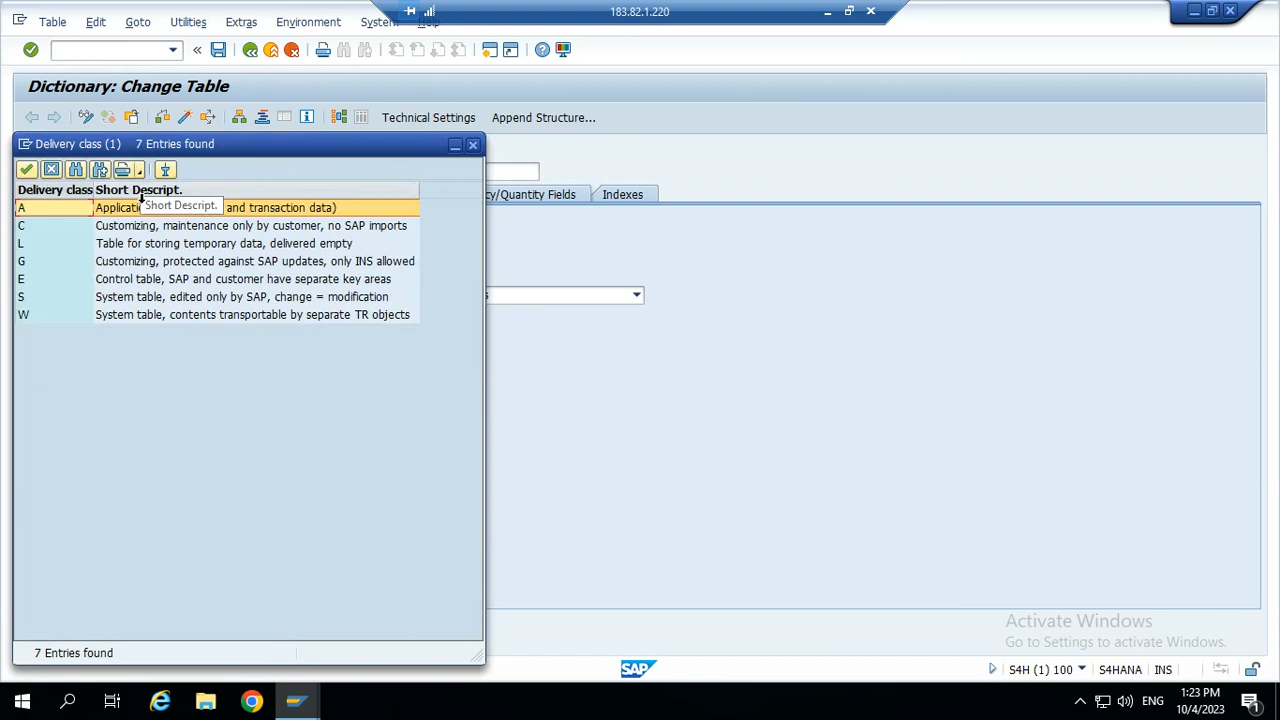 183.82.1.220
Table Edit Goto Utilities Extras Environment System Help
Dictionary: Change Table
Technical Settings Append Structure...
Delivery class (1) 7 Entries found
cy/Quantity Fields Indexes
Delivery class Short Descript.
Short Descript.
A Applicati and transaction data)
C Customizing, maintenance only by customer, no SAP imports
L Table for storing temporary data, delivered empty
G Customizing, protected against SAP updates, only INS allowed
E Control table, SAP and customer have separate key areas
s
S System table, edited only by SAP, change = modification
W System table, contents transportable by separate TR objects
Activate Windows
Go to Settings to activate Windows.
7 Entries found
SAP
S4H (1) 100 S4HANA INS
ENG
1:23 PM
10/4/2023
1